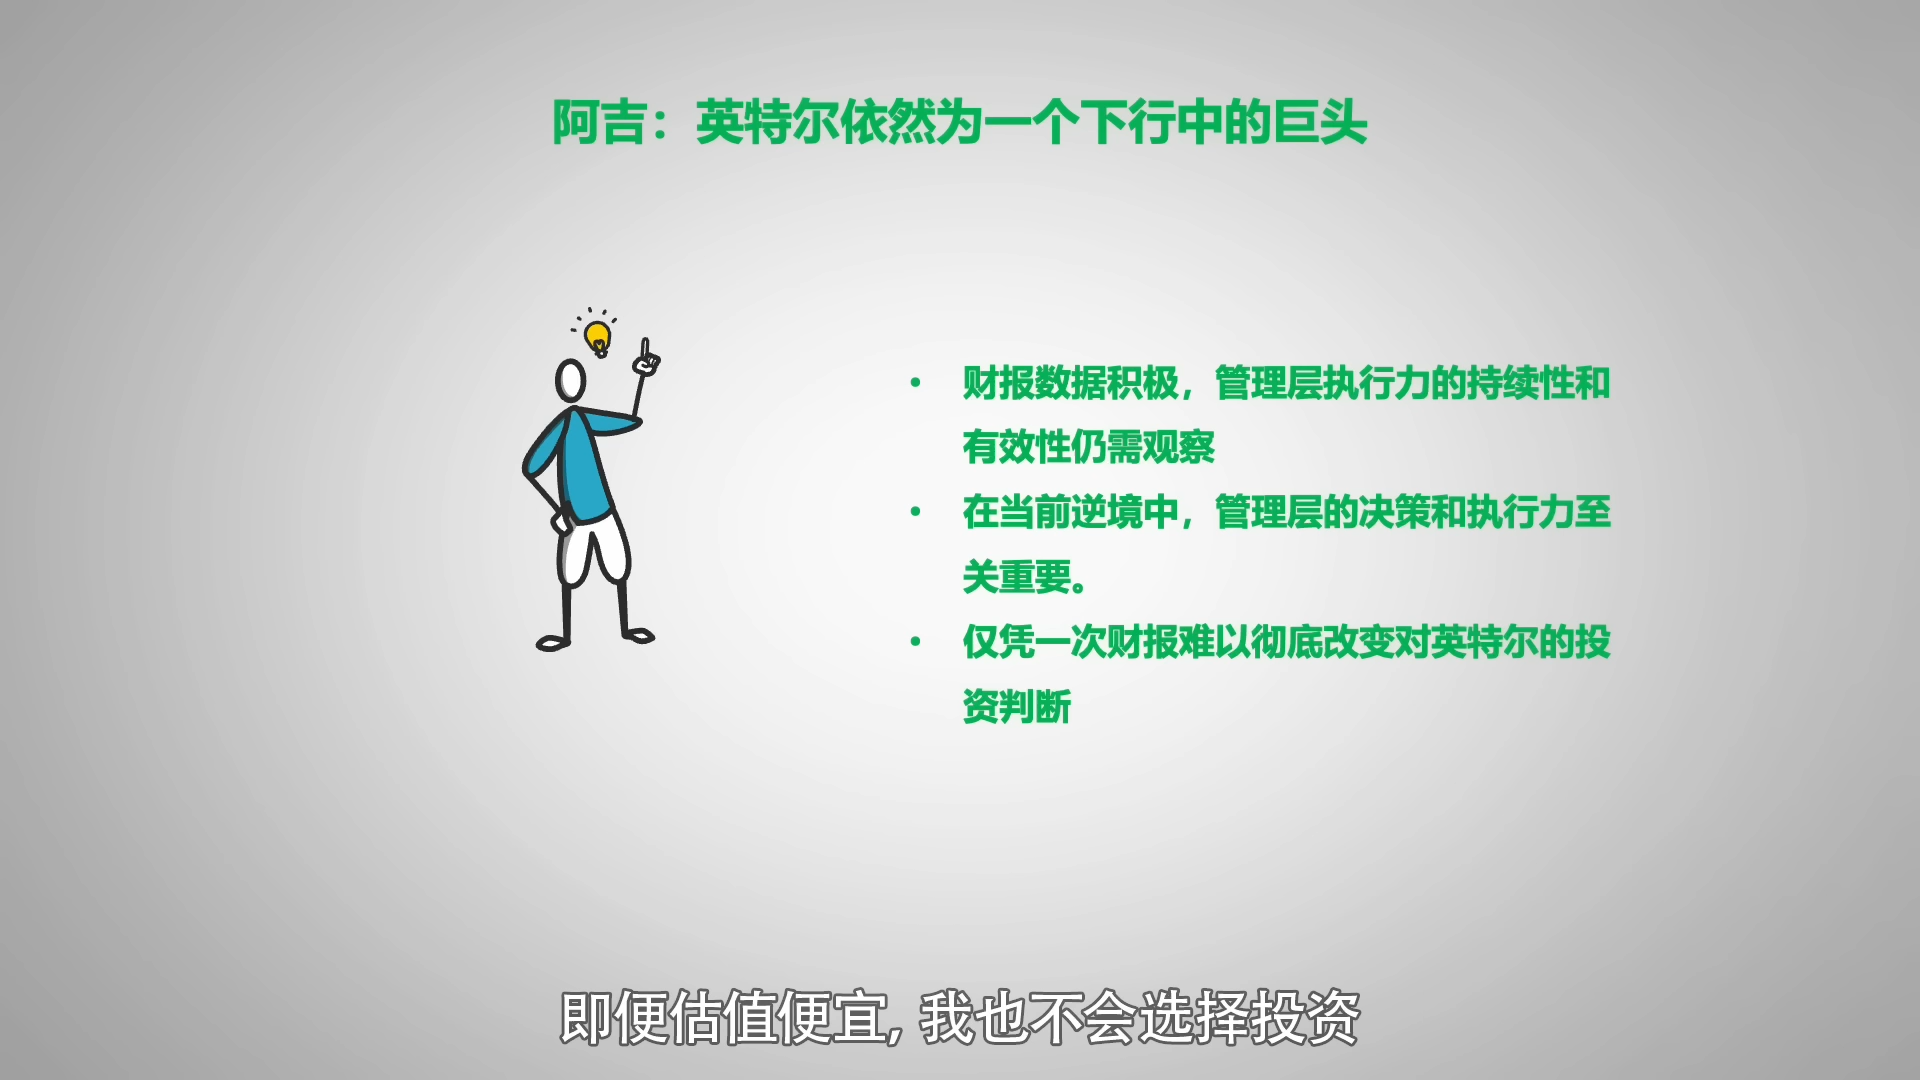 阿吉：英特尔依然为一个下行中的巨头
• 财报数据积极，管理层执行力的持续性和
有效性仍需观察
• 在当前逆境中，管理层的决策和执行力至
关重要。
• 仅凭一次财报难以彻底改变对英特尔的投
资判断
即便估值便宜, 我也不会选择投资